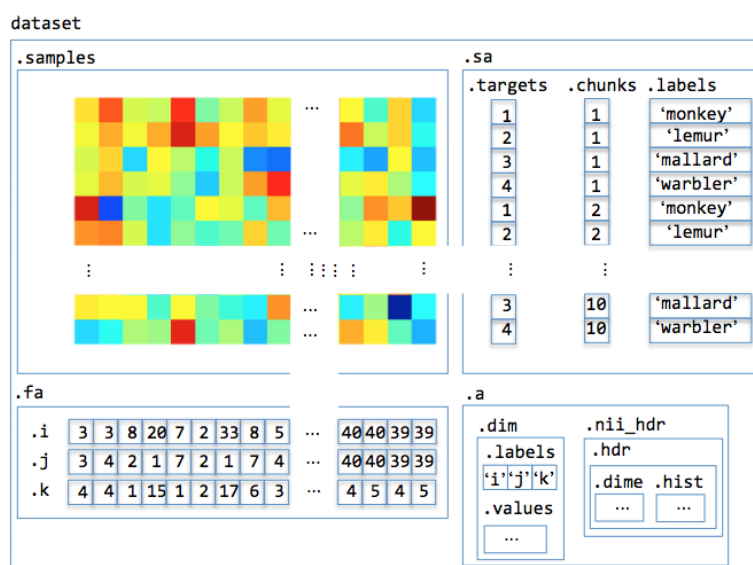 dataset
.samples
...
...
...
...
.sa
.targets .chunks .labels
1 1 ‘monkey’
2 1 ‘lemur’
3 1 ‘mallard’
4 1 ‘warbler’
1 2 ‘monkey’
2 2 ‘lemur’
3 10 ‘mallard’
4 10 ‘warbler’
.fa
.i 3 3 8 20 7 2 33 8 5 ... 40 40 39 39
.j 3 4 2 1 7 2 1 7 4 ... 40 40 39 39
.k 4 4 1 15 1 2 17 6 3 ... 4 5 4 5
.a
.dim
.labels
‘i’ ‘j’ ‘k’
.values
...
.nii_hdr
.hdr
.dime .hist
... ...